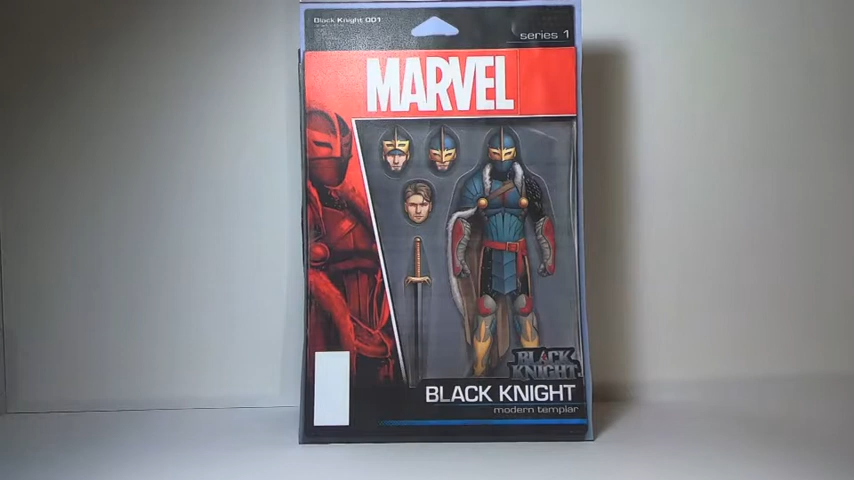 Black Knight 001
series 1
MARVEL
BLACK
KNIGHT
BLACK KNIGHT
modern templar